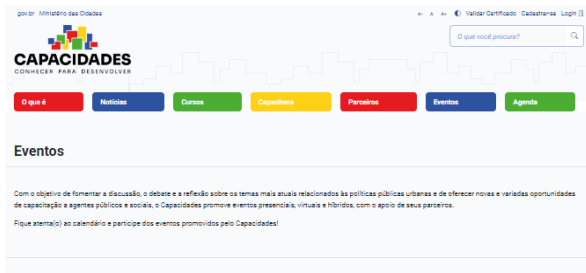 gov.br Ministério das Cidades
A- A A+ Validar Certificado Cadastrar-se Login
O que você procura?
CAPACIDADES
CONHECER PARA DESENVOLVER
O que é Notícias Cursos Capaciteca Parceiros Eventos Agenda
Eventos
Com o objetivo de fomentar a discussão, o debate e a reflexão sobre os temas mais atuais relacionados às políticas públicas urbanas e de oferecer novas e variadas oportunidades
de capacitação a agentes públicos e sociais, o Capacidades promove eventos presenciais, virtuais e híbridos, com o apoio de seus parceiros.
Fique atenta(o) ao calendário e participe dos eventos promovidos pelo Capacidades!